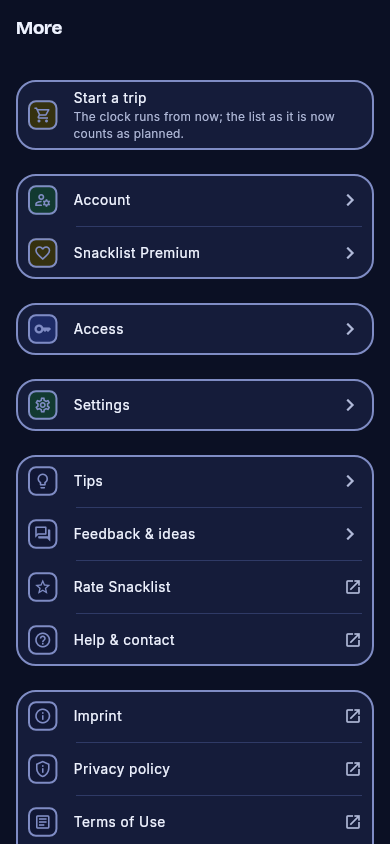 More
Start a trip
The clock runs from now; the list as it is now
counts as planned.
Account
Snacklist Premium
Access
Settings
Tips
Feedback & ideas
Rate Snacklist
Help & contact
Imprint
Privacy policy
Terms of Use